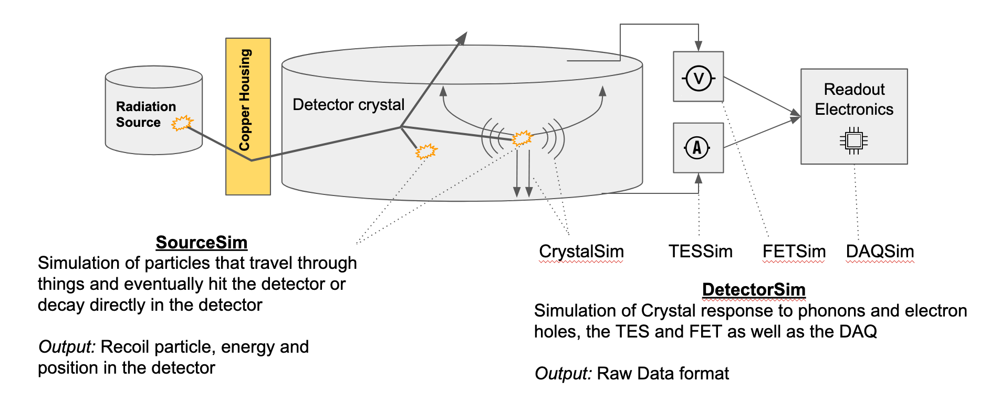 Radiation
Source
Copper Housing
Detector crystal
V
A
Readout
Electronics
SourceSim
Simulation of particles that travel through
things and eventually hit the detector or
decay directly in the detector
Output: Recoil particle, energy and
position in the detector
CrystalSim
TESSim
FETSim
DAQSim
DetectorSim
Simulation of Crystal response to phonons and electron
holes, the TES and FET as well as the DAQ
Output: Raw Data format